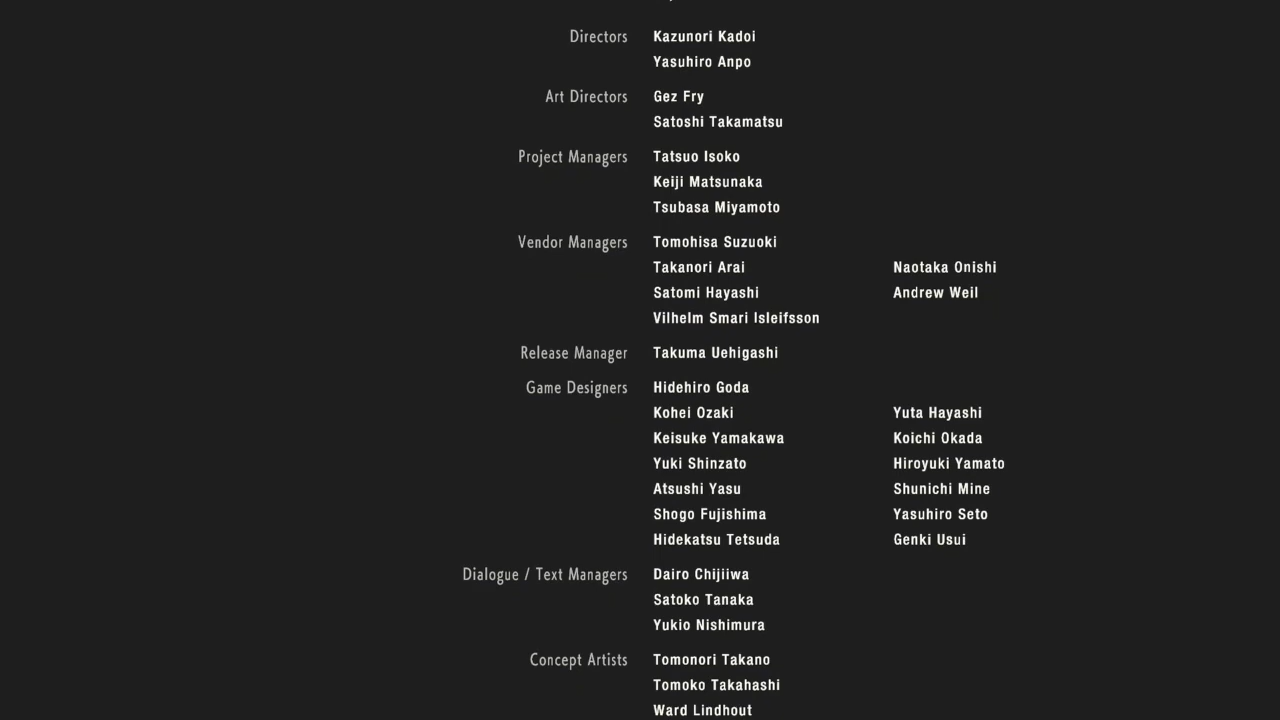 Directors Kazunori Kadoi
Yasuhiro Anpo
Art Directors Gez Fry
Satoshi Takamatsu
Project Managers Tatsuo Isoko
Keiji Matsunaka
Tsubasa Miyamoto
Vendor Managers Tomohisa Suzuoki
Takanori Arai Naotaka Onishi
Satomi Hayashi Andrew Weil
Vilhelm Smari Isleifsson
Release Manager Takuma Uehigashi
Game Designers Hidehiro Goda
Kohei Ozaki Yuta Hayashi
Keisuke Yamakawa Koichi Okada
Yuki Shinzato Hiroyuki Yamato
Atsushi Yasu Shunichi Mine
Shogo Fujishima Yasuhiro Seto
Hidekatsu Tetsuda Genki Usui
Dialogue / Text Managers Dairo Chijiiwa
Satoko Tanaka
Yukio Nishimura
Concept Artists Tomonori Takano
Tomoko Takahashi
Ward Lindhout